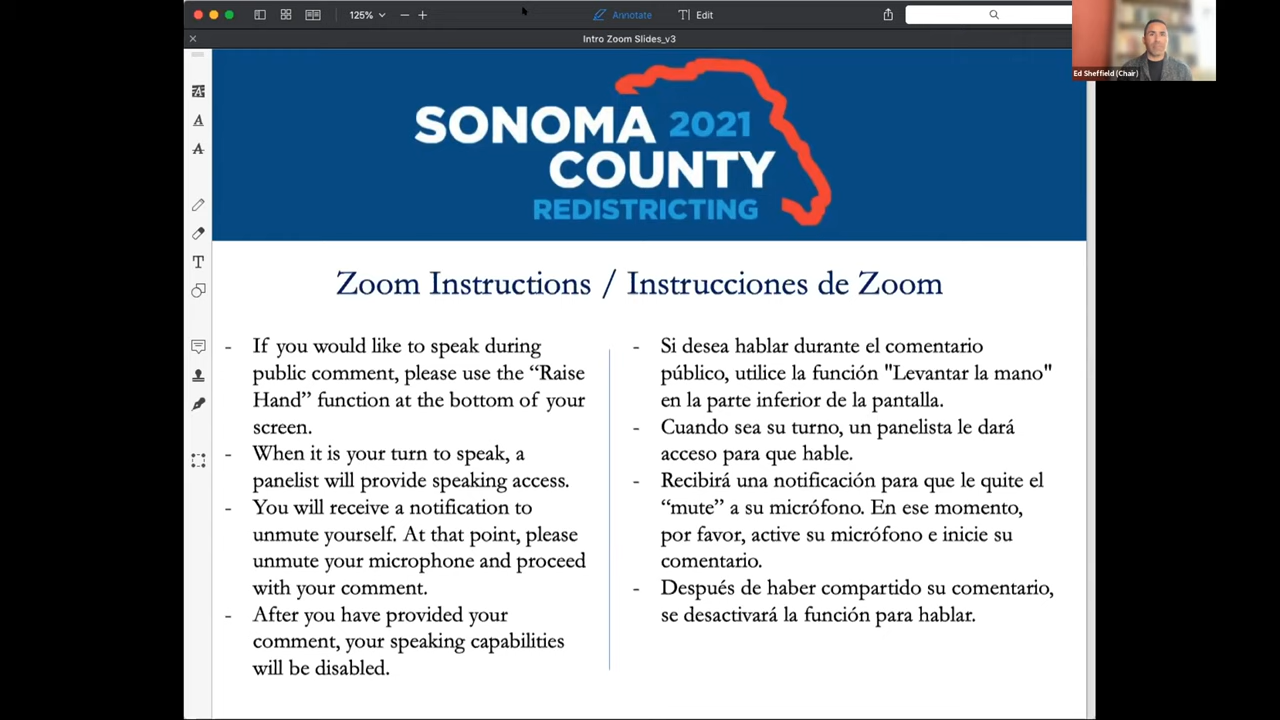 125%
Annotate
Edit
Intro Zoom Slides_v3
Ed Sheffield (Chair)
SONOMA 2021
COUNTY
REDISTRICTING
Zoom Instructions / Instrucciones de Zoom
- If you would like to speak during
public comment, please use the “Raise
Hand” function at the bottom of your
screen.
- When it is your turn to speak, a
panelist will provide speaking access.
- You will receive a notification to
unmute yourself. At that point, please
unmute your microphone and proceed
with your comment.
- After you have provided your
comment, your speaking capabilities
will be disabled.
- Si desea hablar durante el comentario
público, utilice la función "Levantar la mano"
en la parte inferior de la pantalla.
- Cuando sea su turno, un panelista le dará
acceso para que hable.
- Recibirá una notificación para que le quite el
“mute” a su micrófono. En ese momento,
por favor, active su micrófono e inicie su
comentario.
- Después de haber compartido su comentario,
se desactivará la función para hablar.